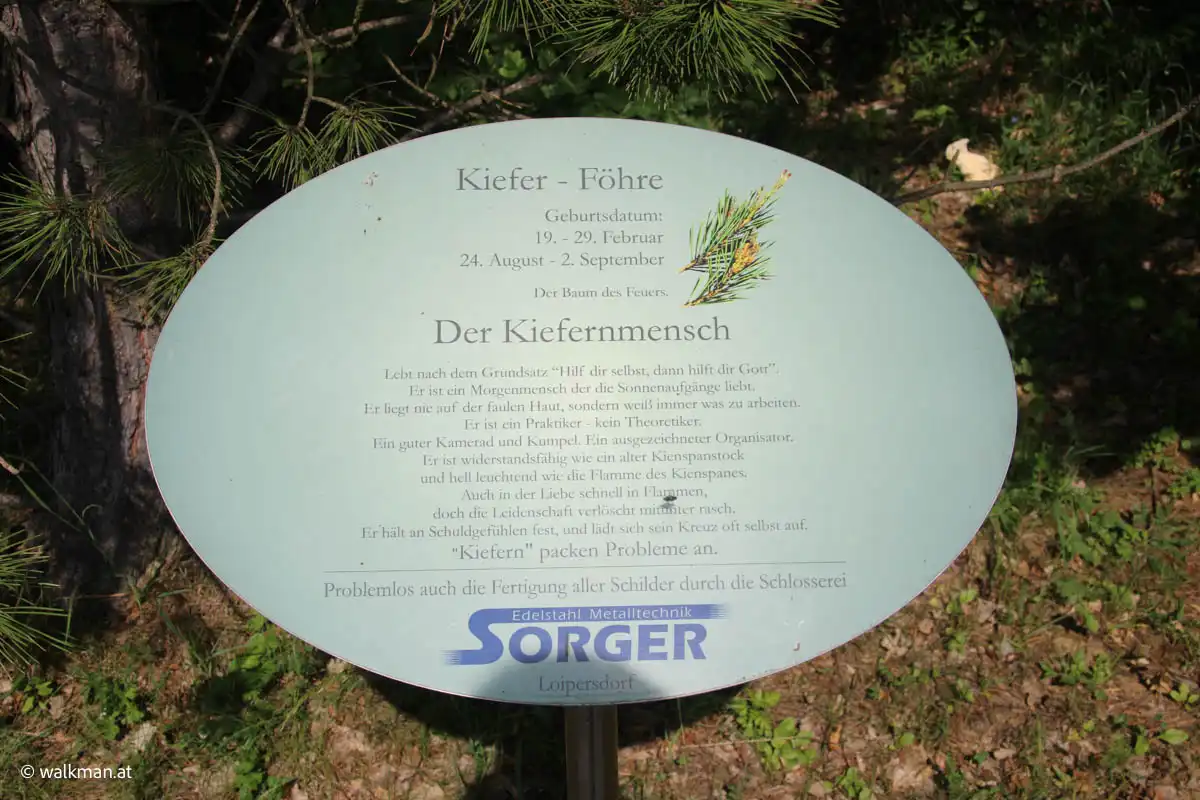 Kiefer - Föhre
Geburtsdatum:
19. - 29. Februar
24. August - 2. September
Der Baum des Feuers.
Der Kiefernmensch
Lebt nach dem Grundsatz “Hilf dir selbst, dann hilft dir Gott”.
Er ist ein Morgenmensch der die Sonnenaufgänge liebt.
Er liegt nie auf der faulen Haut, sondern weiß immer was zu arbeiten.
Er ist ein Praktiker - kein Theoretiker.
Ein guter Kamerad und Kumpel. Ein ausgezeichneter Organisator.
Er ist widerstandsfähig wie ein alter Kienspanstock
und hell leuchtend wie die Flamme des Kienspanes.
Auch in der Liebe schnell in Flammen,
doch die Leidenschaft verlöscht mitunter rasch.
Er hält an Schuldgefühlen fest, und lädt sich sein Kreuz oft selbst auf.
"Kiefern" packen Probleme an.
Problemlos auch die Fertigung aller Schilder durch die Schlosserei
Edelstahl Metalltechnik
SORGER
Loipersdorf
© walkman.at